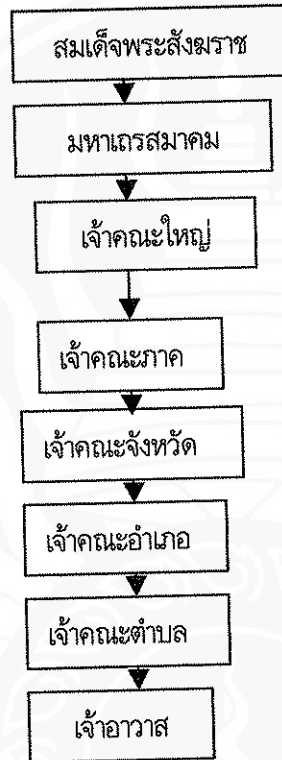 สมเด็จพระสังฆราช
มหาเถรสมาคม
เจ้าคณะใหญ่
เจ้าคณะภาค
เจ้าคณะจังหวัด
เจ้าคณะอำเภอ
เจ้าคณะตำบล
เจ้าอาวาส